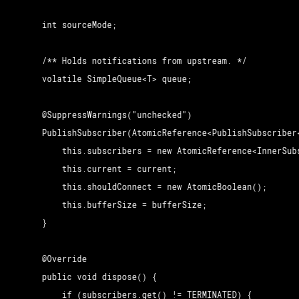 int sourceMode;
/** Holds notifications from upstream. */
volatile SimpleQueue<T> queue;
@SuppressWarnings("unchecked")
PublishSubscriber(AtomicReference<PublishSubscriber<
this.subscribers = new AtomicReference<InnerSubs
this.current = current;
this.shouldConnect = new AtomicBoolean();
this.bufferSize = bufferSize;
}
@Override
public void dispose() {
if (subscribers.get() != TERMINATED) {